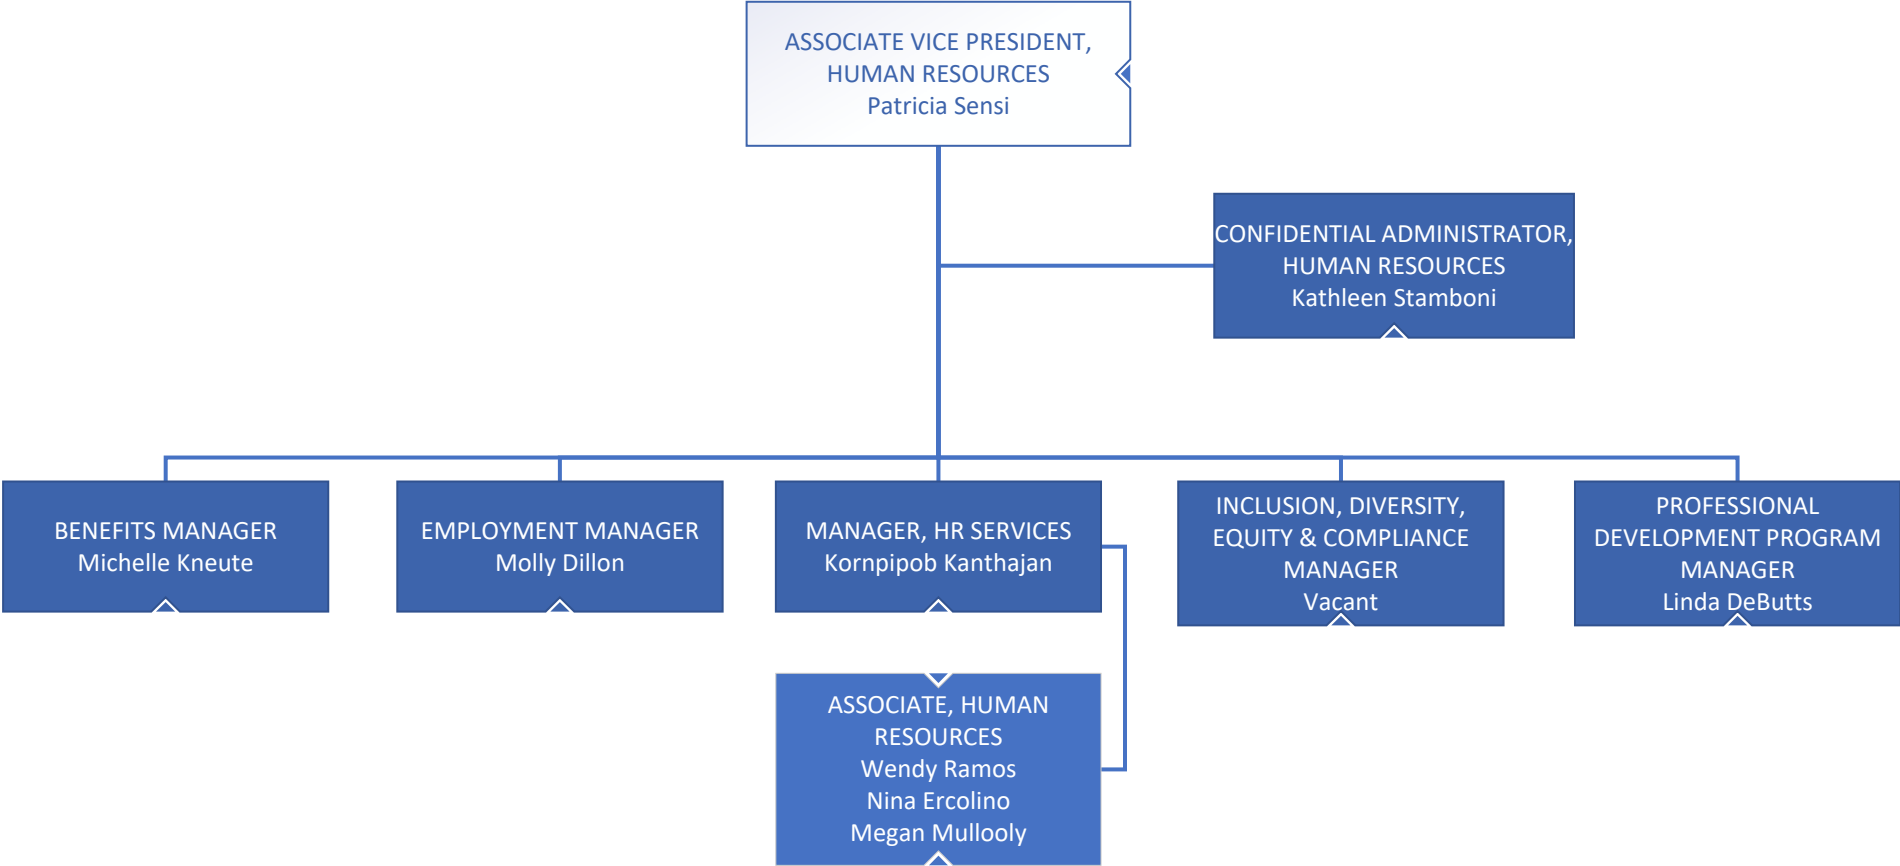 ASSOCIATE VICE PRESIDENT,
HUMAN RESOURCES
Patricia Sensi
CONFIDENTIAL ADMINISTRATOR,
HUMAN RESOURCES
Kathleen Stamboni
BENEFITS MANAGER
Michelle Kneute
EMPLOYMENT MANAGER
Molly Dillon
MANAGER, HR SERVICES
Kornpipob Kanthajan
INCLUSION, DIVERSITY,
EQUITY & COMPLIANCE
MANAGER
Vacant
PROFESSIONAL
DEVELOPMENT PROGRAM
MANAGER
Linda DeButts
ASSOCIATE, HUMAN
RESOURCES
Wendy Ramos
Nina Ercolino
Megan Mullooly